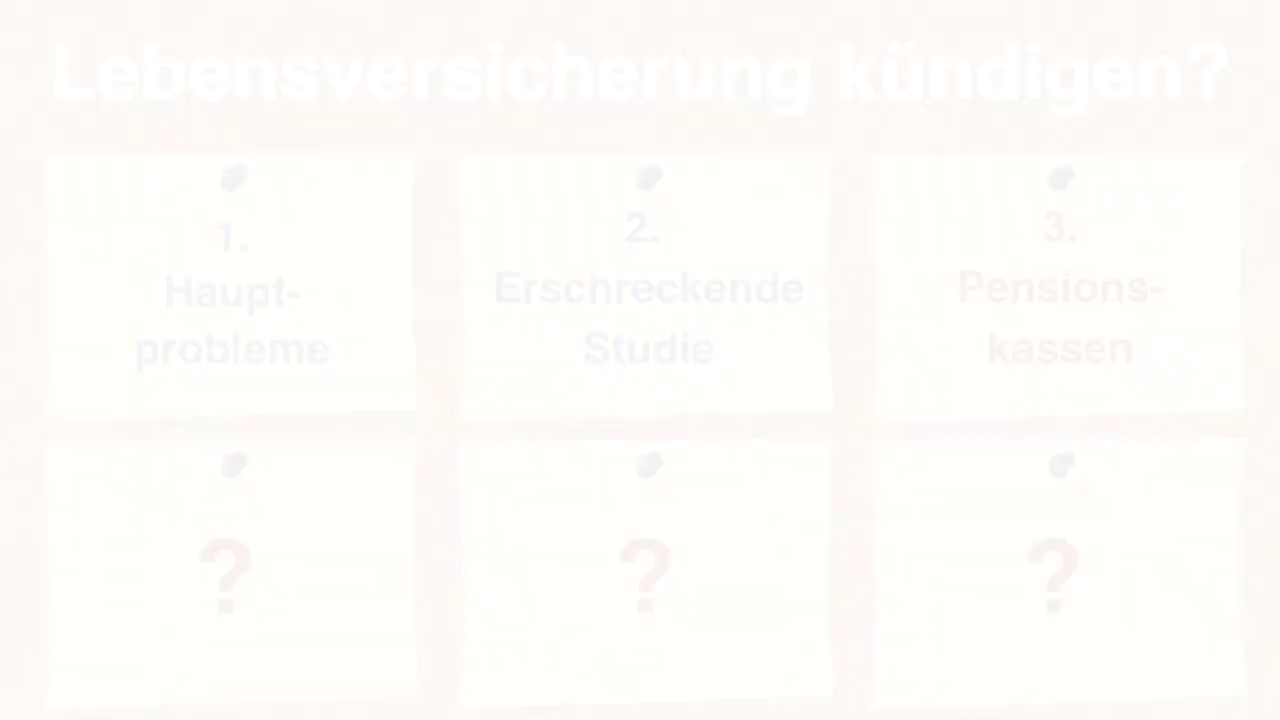 Lebensversicherung kündigen?
1.
Haupt-
probleme
2.
Erschreckende
Studie
3.
Pensions-
kassen
?
?
?